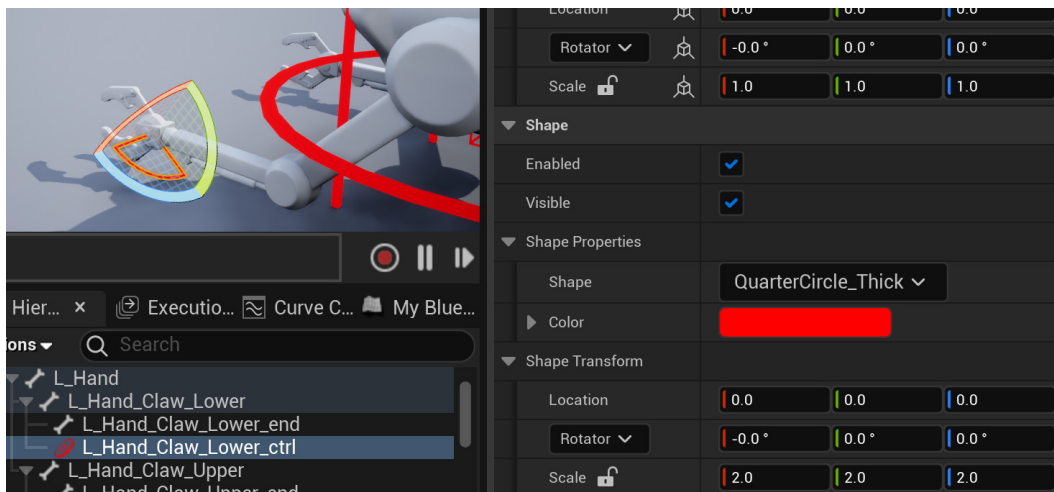 Location 0.0 0.0 0.0
Rotator -0.0 ° 0.0 ° 0.0 °
Scale 1.0 1.0 1.0
Shape
Enabled
Visible
Shape Properties
Shape QuarterCircle_Thick
Color
Shape Transform
Location 0.0 0.0 0.0
Rotator -0.0 ° 0.0 ° 0.0 °
Scale 2.0 2.0 2.0
Hier... × Executio... Curve C... My Blue...
ions Search
L_Hand
L_Hand_Claw_Lower
L_Hand_Claw_Lower_end
L_Hand_Claw_Lower_ctrl
L_Hand_Claw_Upper
L_Hand_Claw_Upper_end